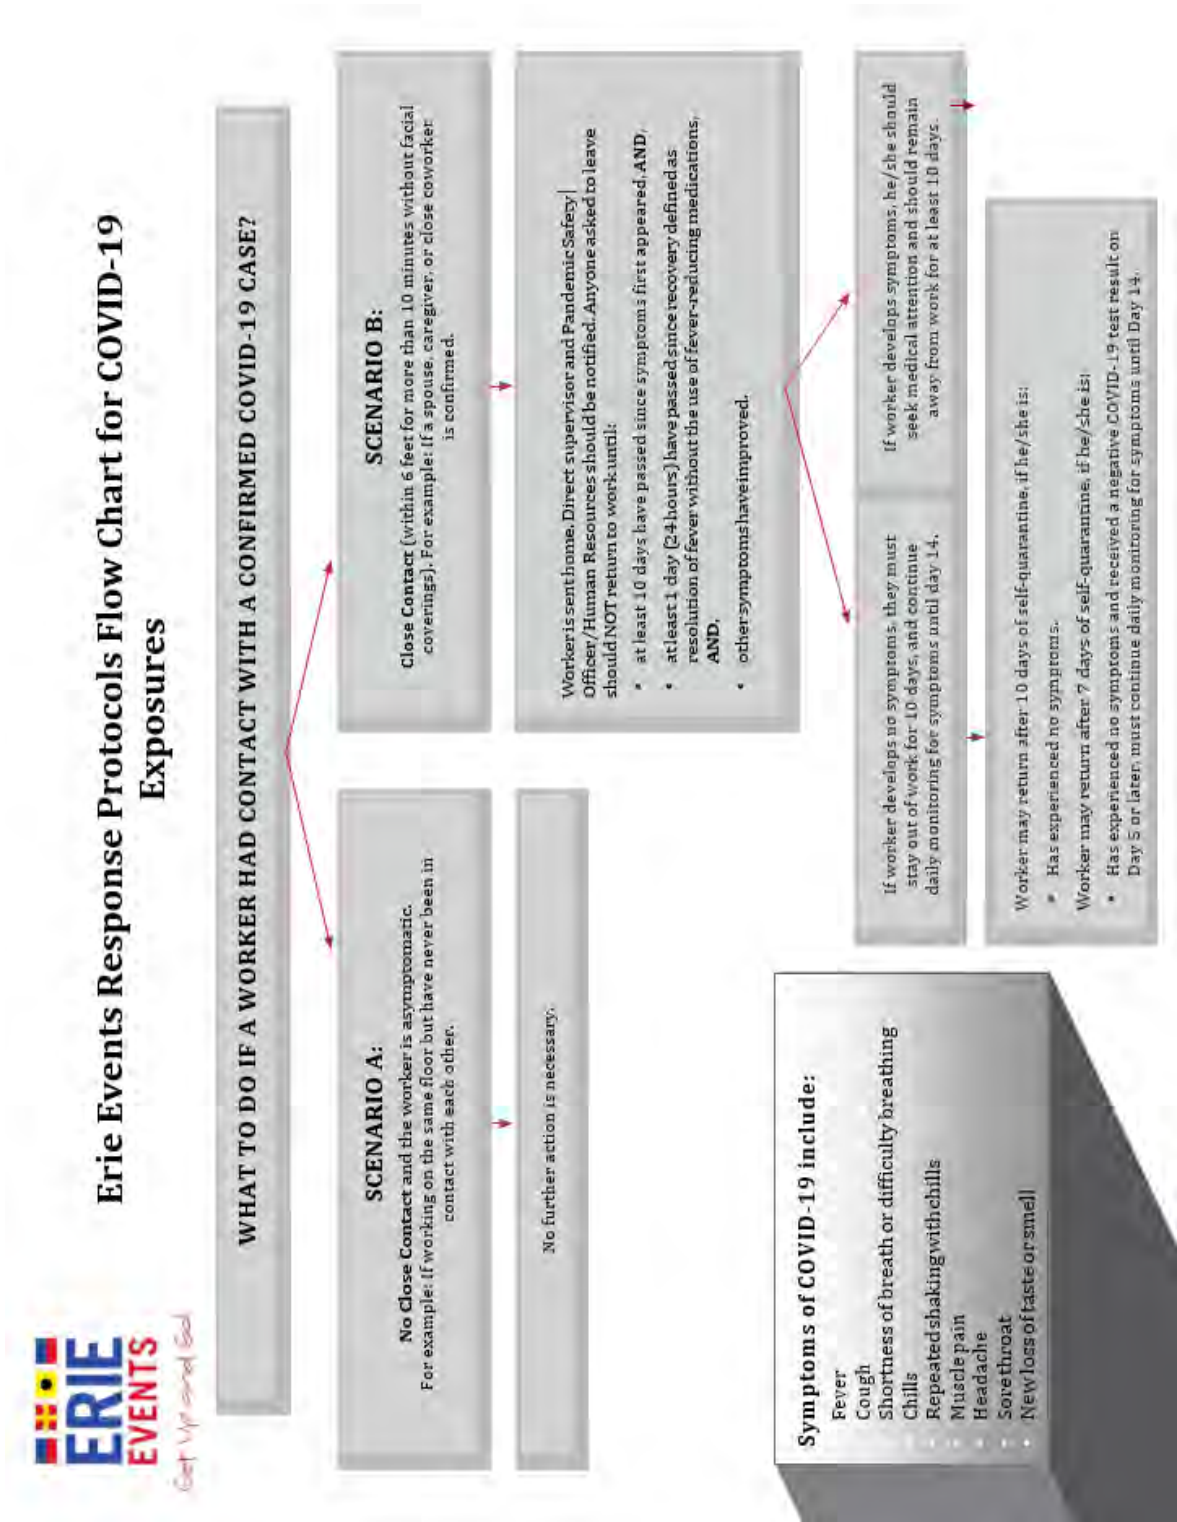 ERIE
EVENTS
Get Up and Go!
Erie Events Response Protocols Flow Chart for COVID-19
Exposures
WHAT TO DO IF A WORKER HAD CONTACT WITH A CONFIRMED COVID-19 CASE?
SCENARIO A:
No Close Contact and the worker is asymptomatic.
For example: If working on the same floor but have never been in
contact with each other.
No further action is necessary.
SCENARIO B:
Close Contact (within 6 feet for more than 10 minutes without facial
coverings). For example: If a spouse, caregiver, or close coworker
is confirmed.
Worker is sent home. Direct supervisor and Pandemic Safety
Officer/Human Resources should be notified. Anyone asked to leave
should NOT return to work until:
• at least 10 days have passed since symptoms first appeared, AND,
• at least 1 day (24 hours) have passed since recovery defined as
resolution of fever without the use of fever-reducing medications,
AND,
• other symptoms have improved.
If worker develops no symptoms, they must
stay out of work for 10 days, and continue
daily monitoring for symptoms until day 14.
If worker develops symptoms, he/she should
seek medical attention and should remain
away from work for at least 10 days.
Worker may return after 10 days of self-quarantine, if he/she is:
• Has experienced no symptoms.
Worker may return after 7 days of self-quarantine, if he/she is:
• Has experienced no symptoms and received a negative COVID-19 test result on
Day 5 or later, must continue daily monitoring for symptoms until Day 14.
Symptoms of COVID-19 include:
Fever
Cough
Shortness of breath or difficulty breathing
• Chills
• Repeated shaking with chills
• Muscle pain
• Headache
• Sore throat
• New loss of taste or smell